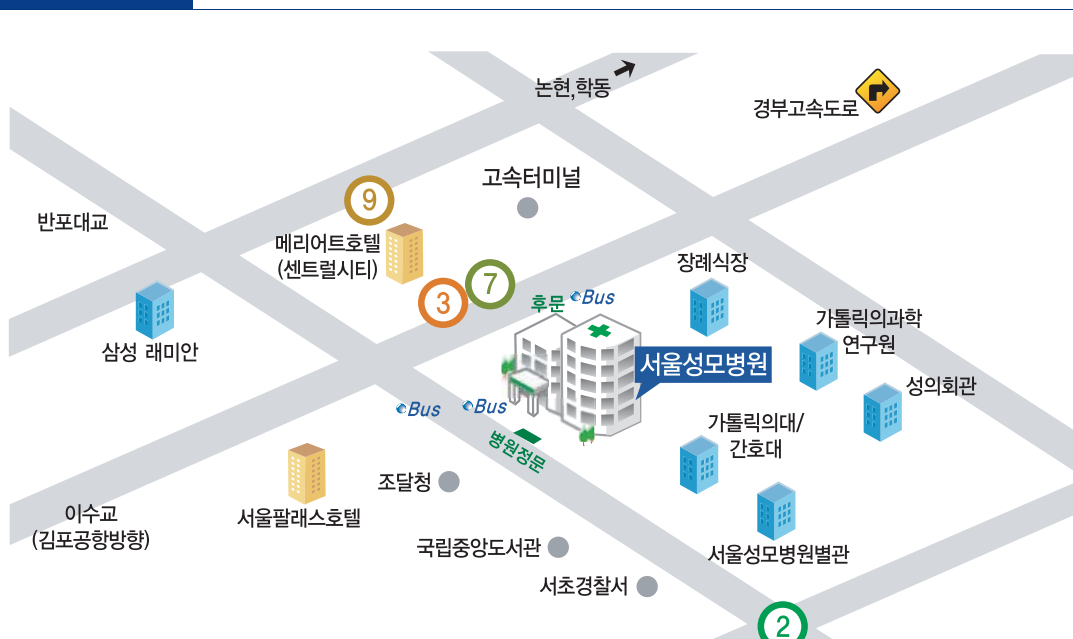 논현,학동
경부고속도로
고속터미널
9
반포대교
메리어트호텔
(센트럴시티)
장례식장
7
3
후문
Bus
가톨릭의과학
연구원
삼성 래미안
서울성모병원
성의회관
Bus
Bus
가톨릭의대/
간호대
병원정문
조달청
이수교
(김포공항방향)
서울팔래스호텔
국립중앙도서관
서울성모병원별관
서초경찰서
2